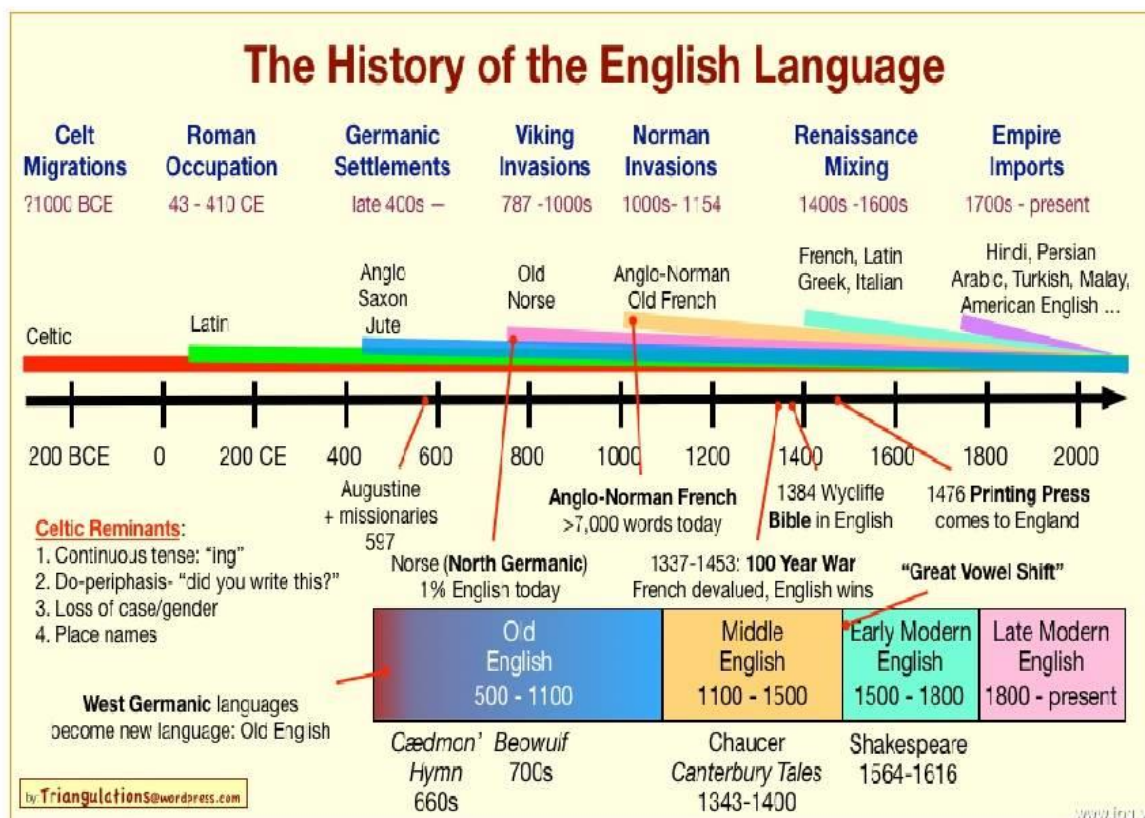 The History of the English Language
Celt
Migrations
?1000 BCE
Roman
Occupation
43 - 410 CE
Germanic
Settlements
late 400s —
Viking
Invasions
787 -1000s
Norman
Invasions
1000s- 1154
Renaissance
Mixing
1400s -1600s
Empire
Imports
1700s - present
Celtic
Latin
Anglo
Saxon
Jute
Old
Norse
Anglo-Norman
Old French
French, Latin
Greek, Italian
Hindi, Persian
Arabic, Turkish, Malay,
American English ...
200 BCE 0 200 CE 400 600 800 1000 1200 1400 1600 1800 2000
Augustine
+ missionaries
597
Norse (North Germanic)
1% English today
Anglo-Norman French
>7,000 words today
1337-1453: 100 Year War
French devalued, English wins
1384 Wycliffe
Bible in English
1476 Printing Press
comes to England
"Great Vowel Shift"
Celtic Reminants:
1. Continuous tense: "ing"
2. Do-periphasis- "did you write this?"
3. Loss of case/gender
4. Place names
West Germanic languages
become new language: Old English
Old
English
500 - 1100
Middle
English
1100 - 1500
Early Modern
English
1500 - 1800
Late Modern
English
1800 - present
Cædmon'
Hymn
660s
Beowulf
700s
Chaucer
Canterbury Tales
1343-1400
Shakespeare
1564-1616
by: Triangulations@wordpress.com